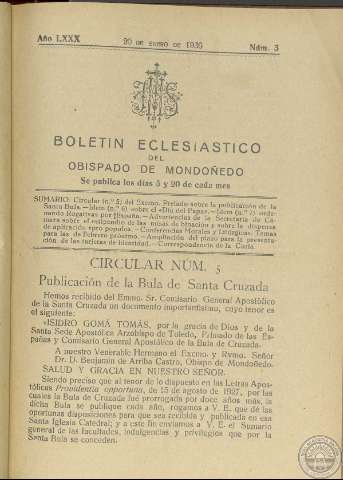 Año LXXX
20 DE ENERO DE 1936
Núm. 3
BOLETIN ECLESIASTICO
DEL
OBISPADO DE MONDOÑEDO
Se publica los días 5 y 20 de cada mes
SUMARIO: Circular (n.º 5) del Excmo. Prelado sobre la publicación de la
Santa Bula.—Idem (n.º 6) sobre el «Día del Papa».—Idem (n.º 7) orde-
nando Rogativas por España.—Advertencias de la Secretaría de Cá-
mara sobre el estipendio de las misas de binación y sobre la dispensa
de aplicación «pro populo».—Conferencias Morales y Litúrgicas: Temas
para las de Febrero próximo.—Ampliación del plazo para la presenta-
ción de las tarjetas de identidad.—Correspondencia de la Curia.
CIRCULAR NÚM. 5
Publicación de la Bula de Santa Cruzada
Hemos recibido del Emmo. Sr. Comisario General Apostólico
de la Santa Cruzada un documento importantísimo, cuyo tenor es
el siguiente:
«ISIDRO GOMÁ TOMÁS, por la gracia de Dios y de la
Santa Sede Apostólica Arzobispo de Toledo, Primado de las Es-
pañas y Comisario General Apostólico de la Bula de Cruzada.
A nuestro Venerable Hermano el Excmo. y Rvmo. Señor
Dr. D. Benjamín de Arriba Castro, Obispo de Mondoñedo.
SALUD Y GRACIA EN NUESTRO SEÑOR.
Siendo preciso que al tenor de lo dispuesto en las Letras Apos-
tólicas Providentia opportuna, de 15 de agosto de 1927, por las
cuales la Bula de Cruzada fué prorrogada por doce años más, la
dicha Bula se publique cada año, rogamos a V. E. que dé las
oportunas disposiciones para que sea recibida y publicada en esa
Santa Iglesia Catedral; y a este fin enviamos a V. E. el Sumario
general de las facultades, indulgencias y privilegios que por la
Santa Bula se conceden.